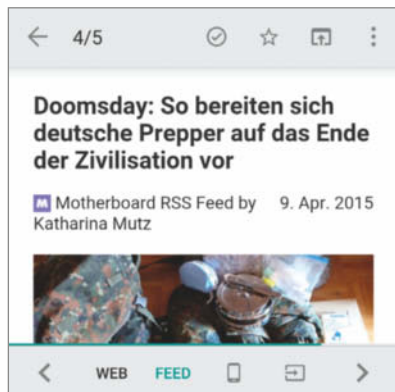 4/5
Doomsday: So bereiten sich
deutsche Prepper auf das Ende
der Zivilisation vor
M Motherboard RSS Feed by 9. Apr. 2015
Katharina Mutz
WEB FEED